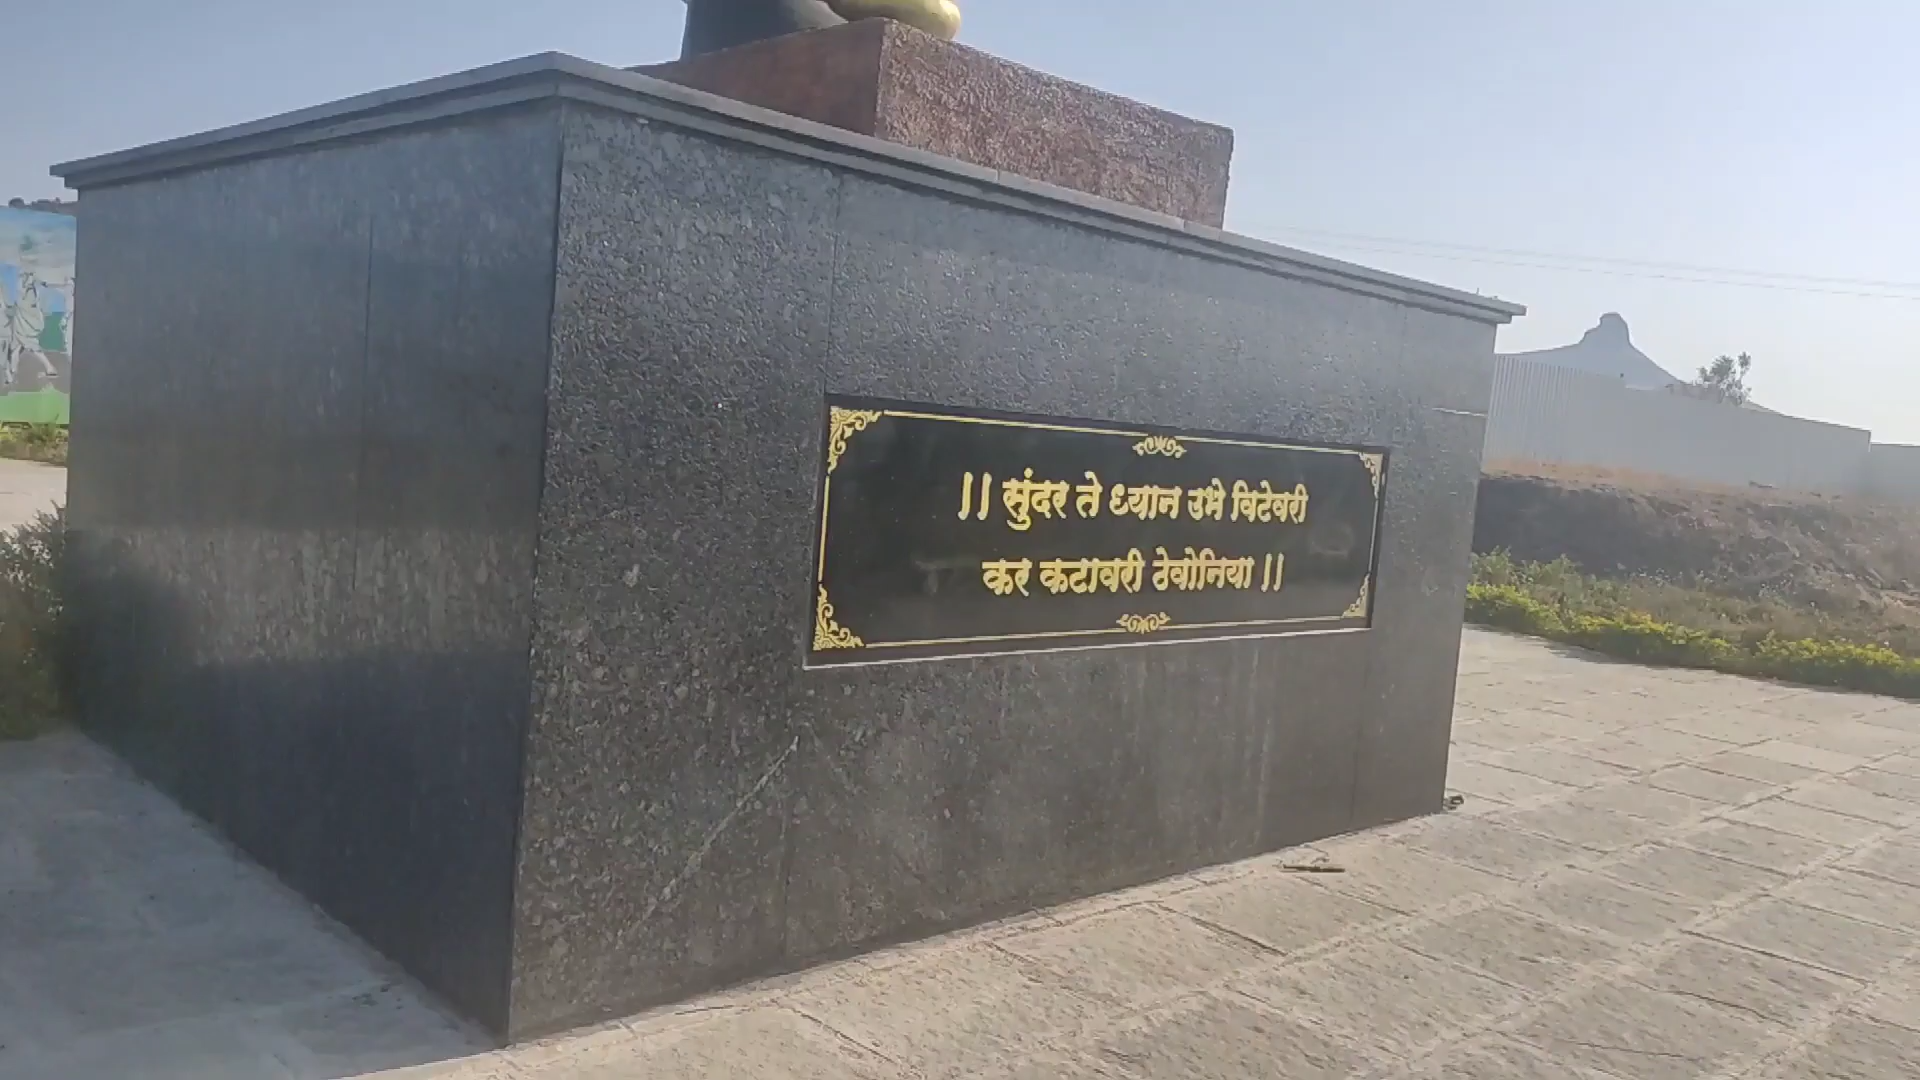 || सुंदर ते ध्यान उभे विटेवरी
कर कटावरी ठेवोनिया ||